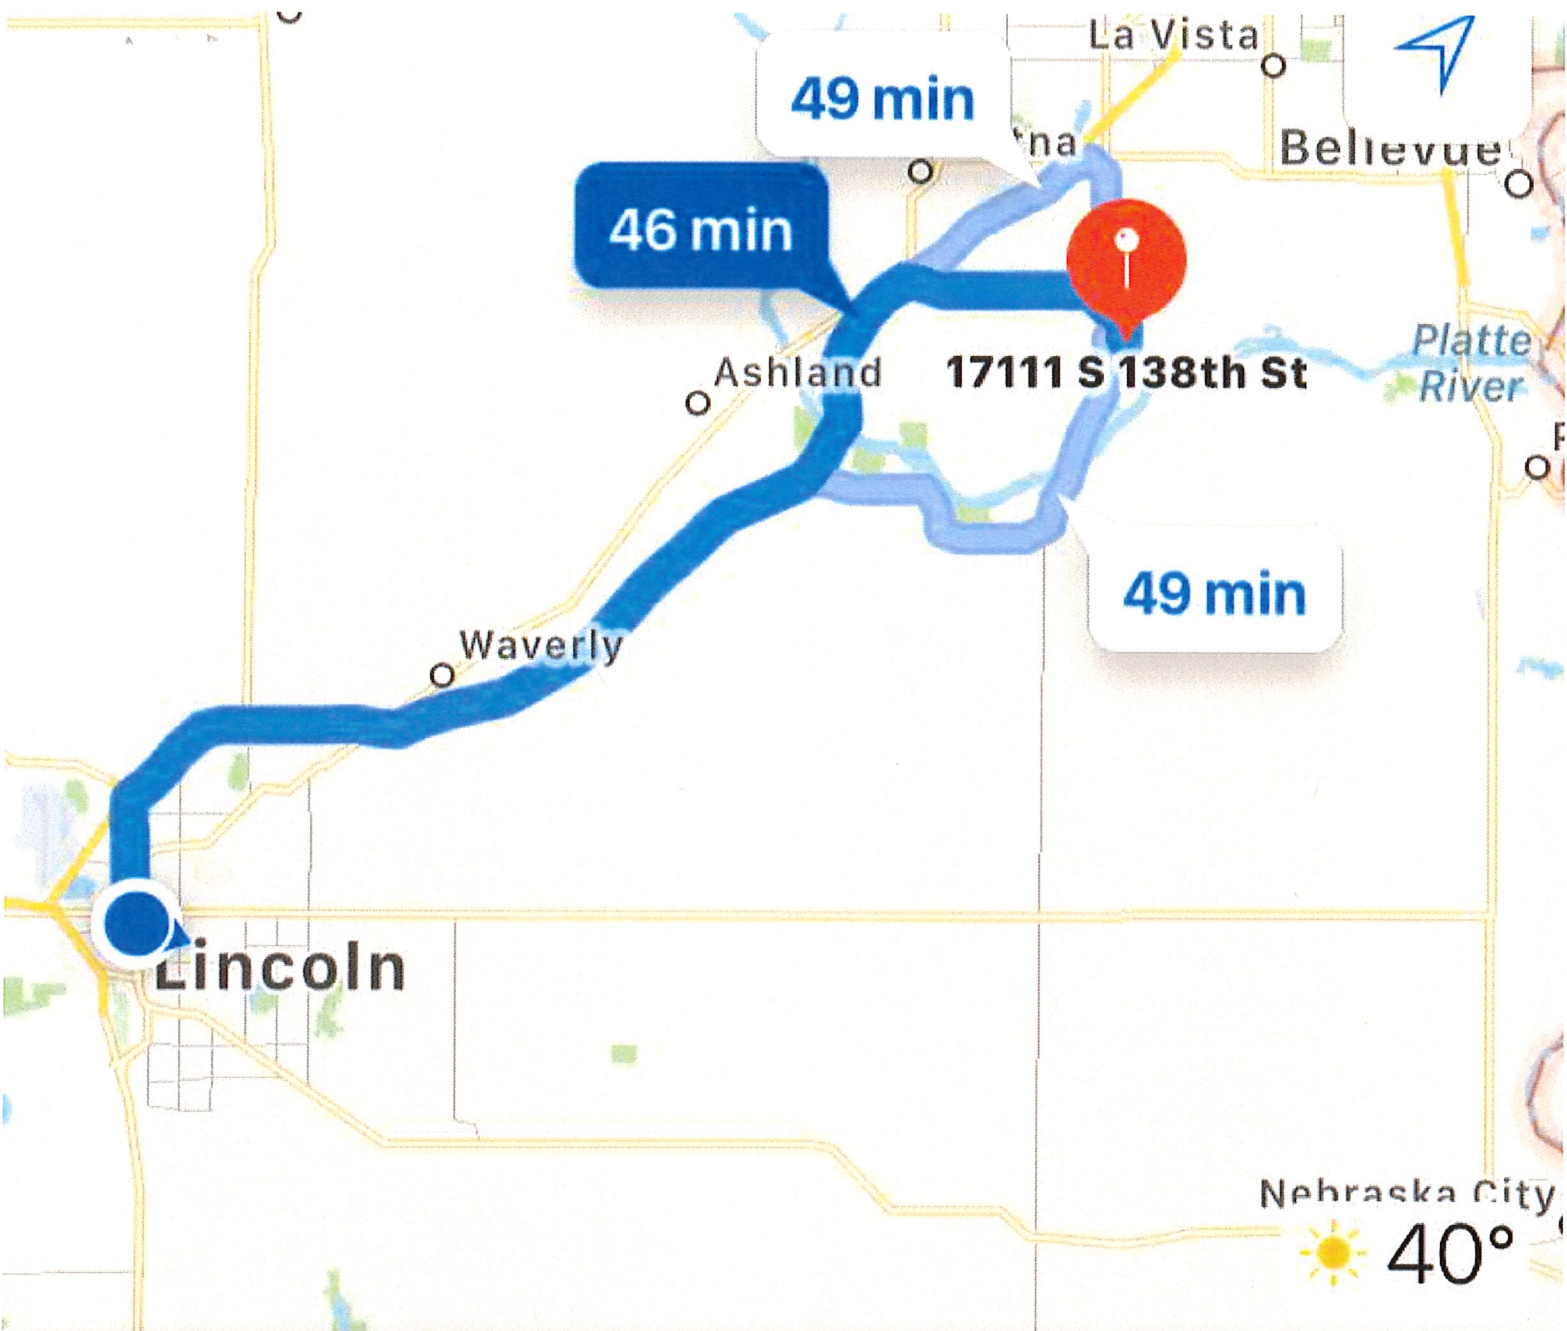 La Vista
49 min
tna
Bellevue
46 min
Platte
River
Ashland
17111 S 138th St
49 min
Waverly
Lincoln
Nebraska City
40°